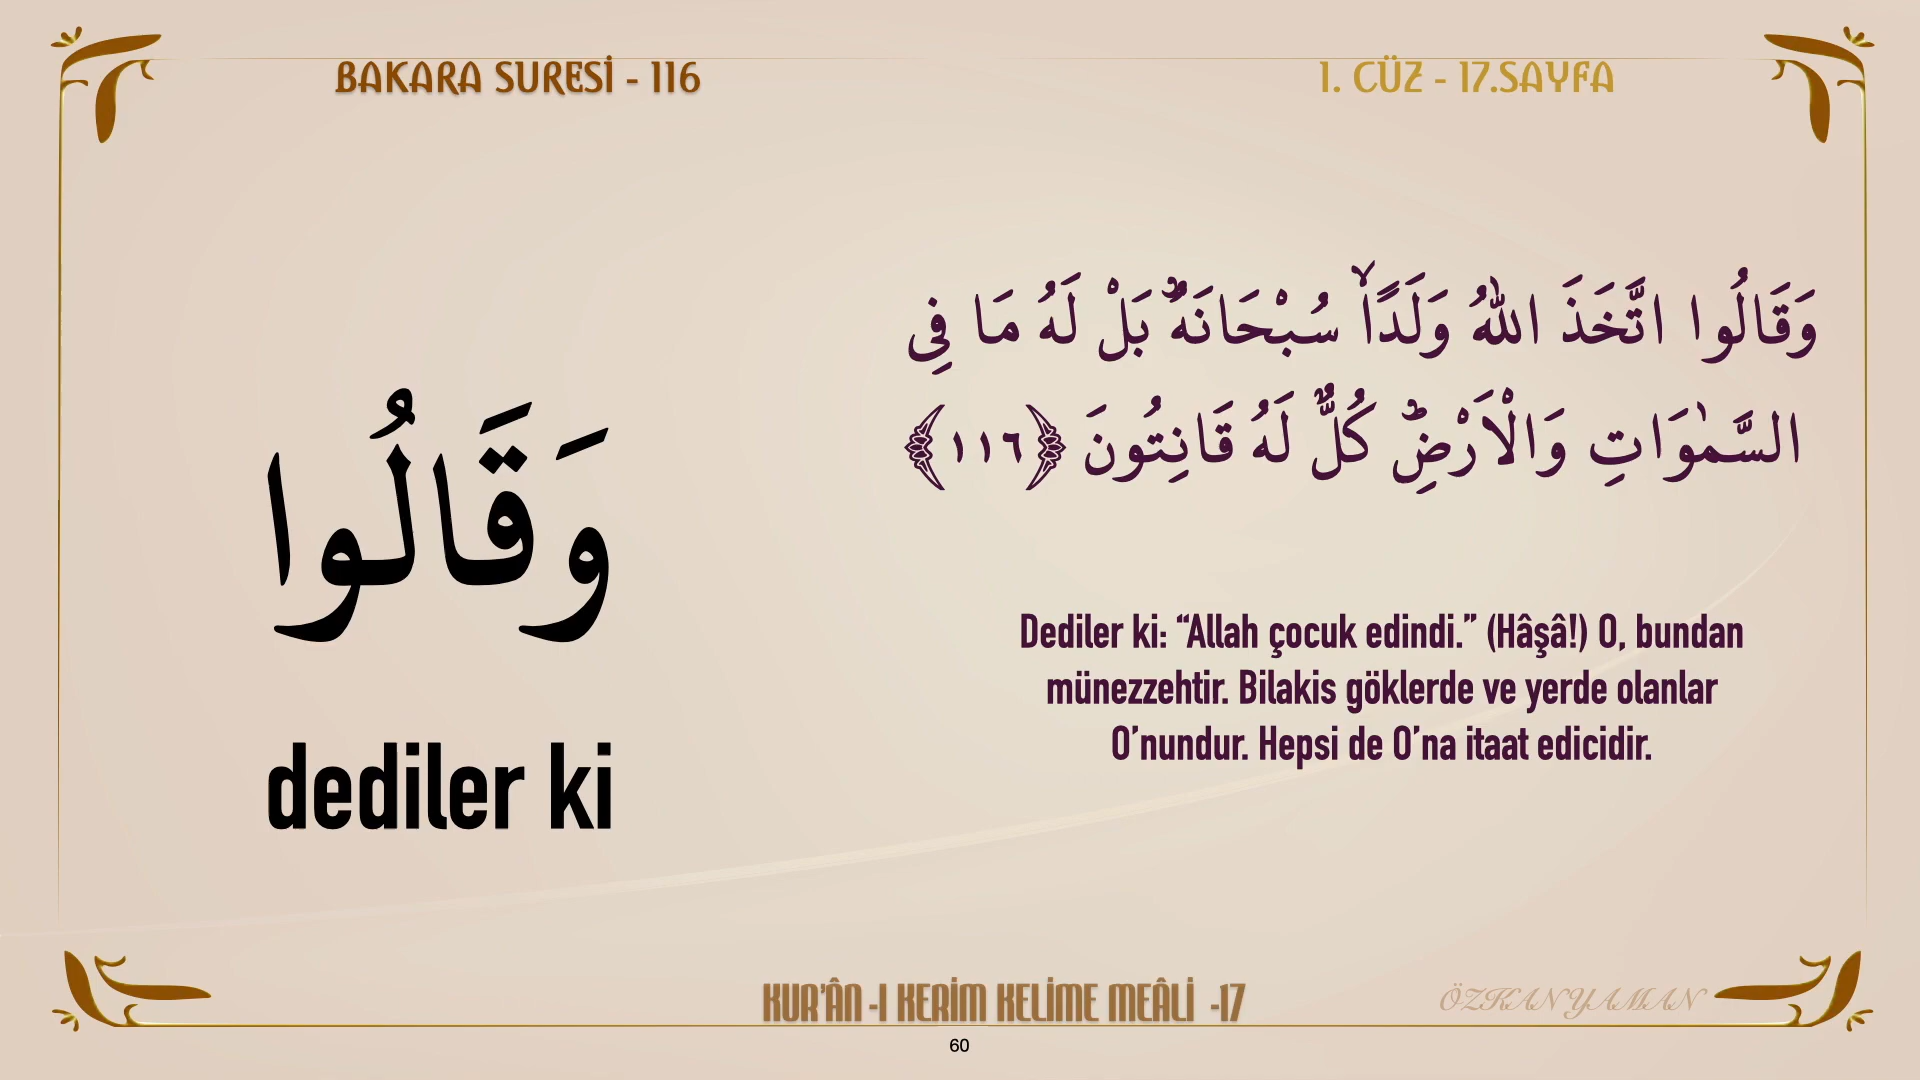 BAKARA SURESİ - 116
1. CÜZ - 17.SAYFA
وَقَالُوا
dediler ki
وَقَالُوا اتَّخَذَ اللّٰهُ وَلَدًاۙ سُبْحَانَهُۜ بَلْ لَهُ مَا فِى
السَّمٰوَاتِ وَالْاَرْضِۜ كُلٌّ لَهُ قَانِتُونَ ﴿١١٦﴾
Dediler ki: “Allah çocuk edindi.” (Hâşâ!) O, bundan
münezzehtir. Bilakis göklerde ve yerde olanlar
O’nundur. Hepsi de O’na itaat edicidir.
KUR’ÂN -I KERİM KELİME MEÂLİ -17
ÖZKAN YAMAN
60